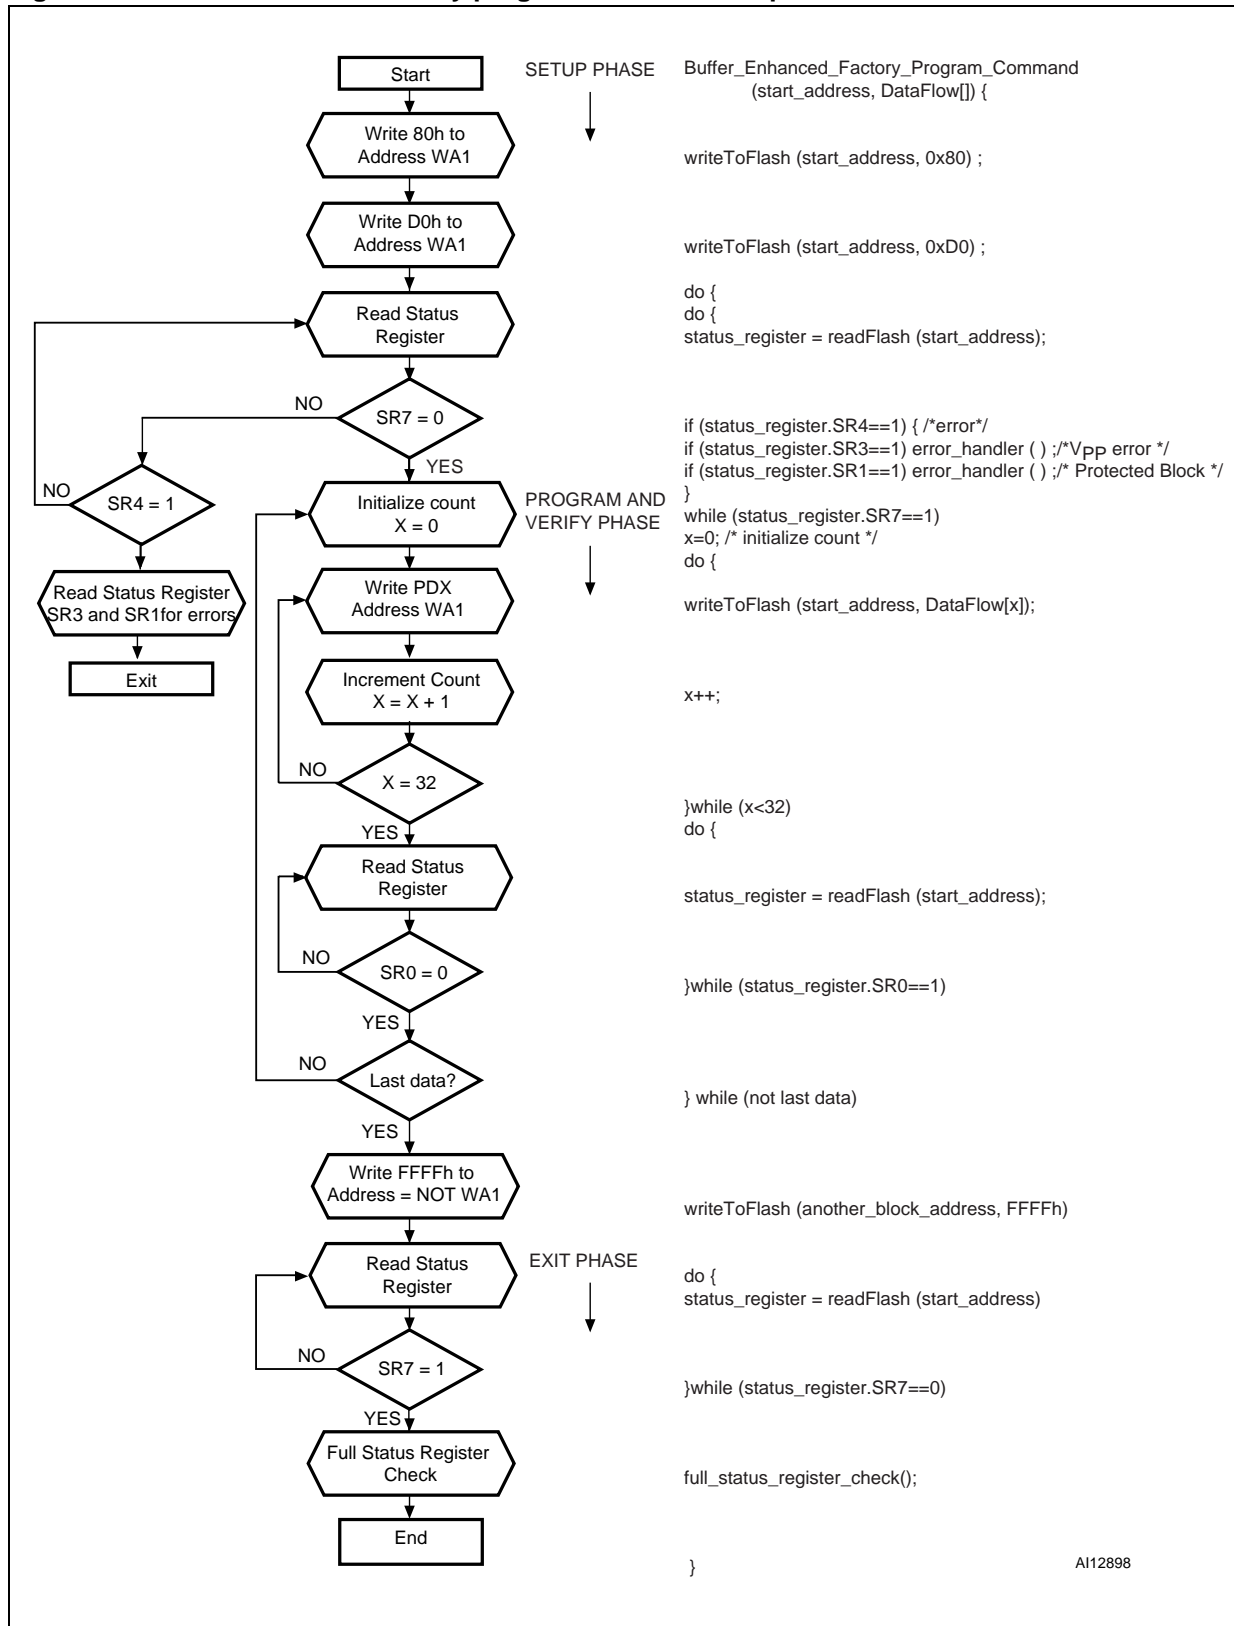 Start
SETUP PHASE
Buffer_Enhanced_Factory_Program_Command
(start_address, DataFlow[]) {
Write 80h to
Address WA1
writeToFlash (start_address, 0x80) ;
Write D0h to
Address WA1
writeToFlash (start_address, 0xD0) ;
do {
do {
Read Status
Register
status_register = readFlash (start_address);
NO
SR7 = 0
YES
if (status_register.SR4==1) { /*error*/
if (status_register.SR3==1) error_handler ( ) ;/*VPP error */
if (status_register.SR1==1) error_handler ( ) ;/* Protected Block */
}
while (status_register.SR7==1)
x=0; /* initialize count */
do {
NO
SR4 = 1
Initialize count
X = 0
PROGRAM AND
VERIFY PHASE
Read Status Register
SR3 and SR1for errors
Exit
Write PDX
Address WA1
writeToFlash (start_address, DataFlow[x]);
Increment Count
X = X + 1
x++;
NO
X = 32
YES
}while (x<32)
do {
Read Status
Register
status_register = readFlash (start_address);
NO
SR0 = 0
YES
}while (status_register.SR0==1)
NO
Last data?
YES
} while (not last data)
Write FFFFh to
Address = NOT WA1
writeToFlash (another_block_address, FFFFh)
Read Status
Register
EXIT PHASE
do {
status_register = readFlash (start_address)
NO
SR7 = 1
YES
}while (status_register.SR7==0)
Full Status Register
Check
full_status_register_check();
End
}
AI12898